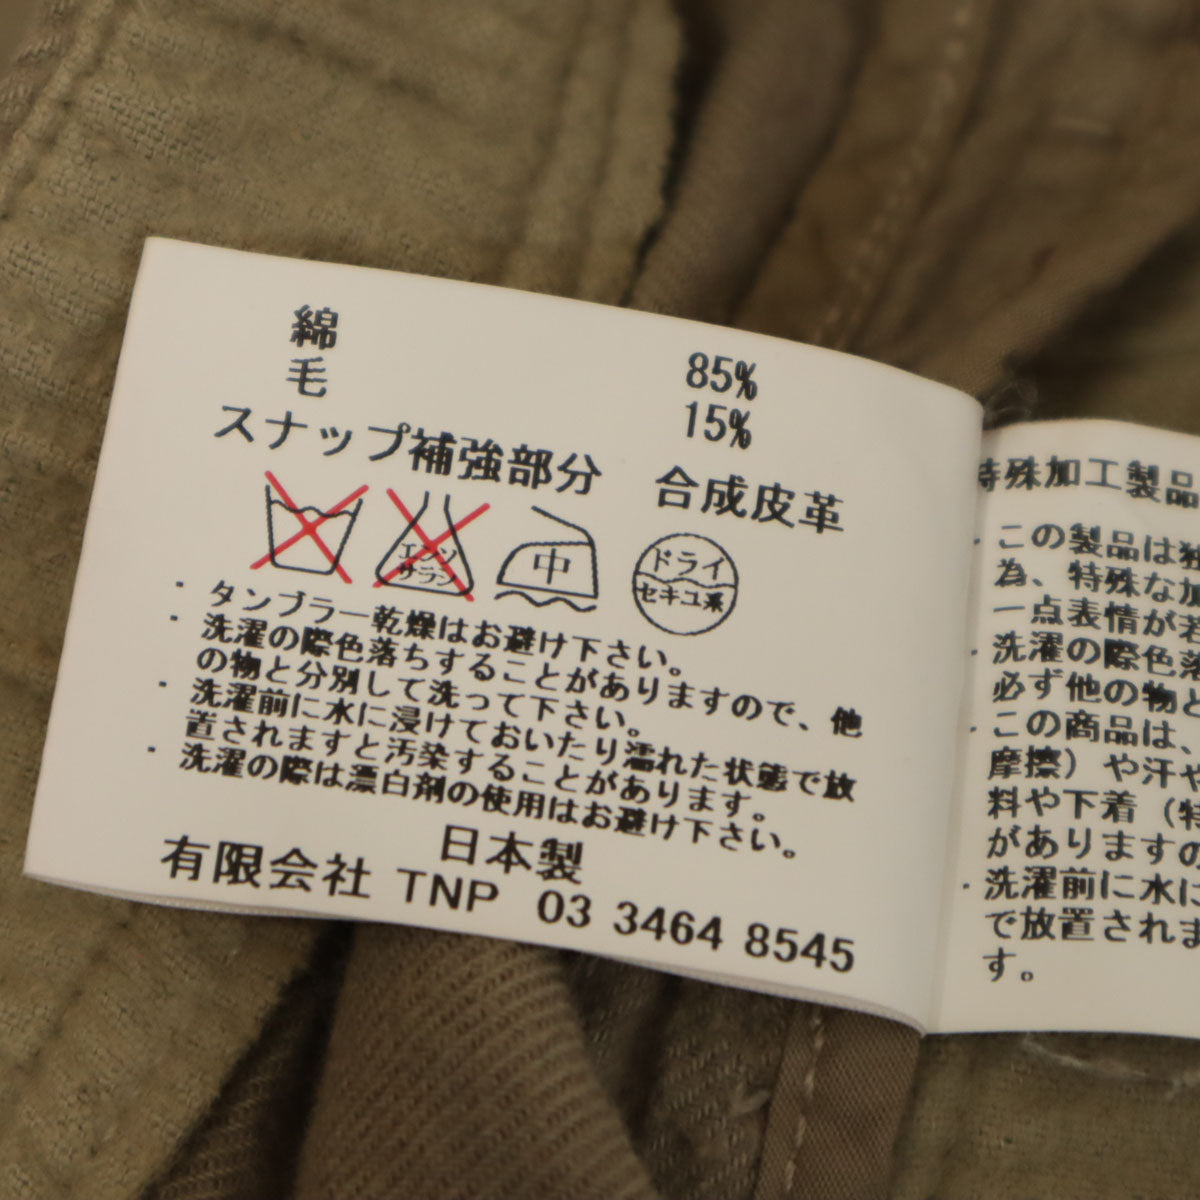 綿 85%
毛 15%
スナップ補強部分 合成皮革
エンソ
サラシ
中
ドライ
セキユ系
・タンブラー乾燥はお避け下さい。
・洗濯の際色落ちすることがありますので、他
の物と分別して洗って下さい。
・洗濯前に水に浸けておいたり濡れた状態で放
置されますと汚染することがあります。
・洗濯の際は漂白剤の使用はお避け下さい。
日本製
有限会社 TNP 03 3464 8545
特殊加工製品
・この製品は独
為、特殊な加
一点表情が若
・洗濯の際色落
必ず他の物と
・この商品は、
摩擦）や汗や
料や下着（特
がありますの
・洗濯前に水に
で放置されま
す。